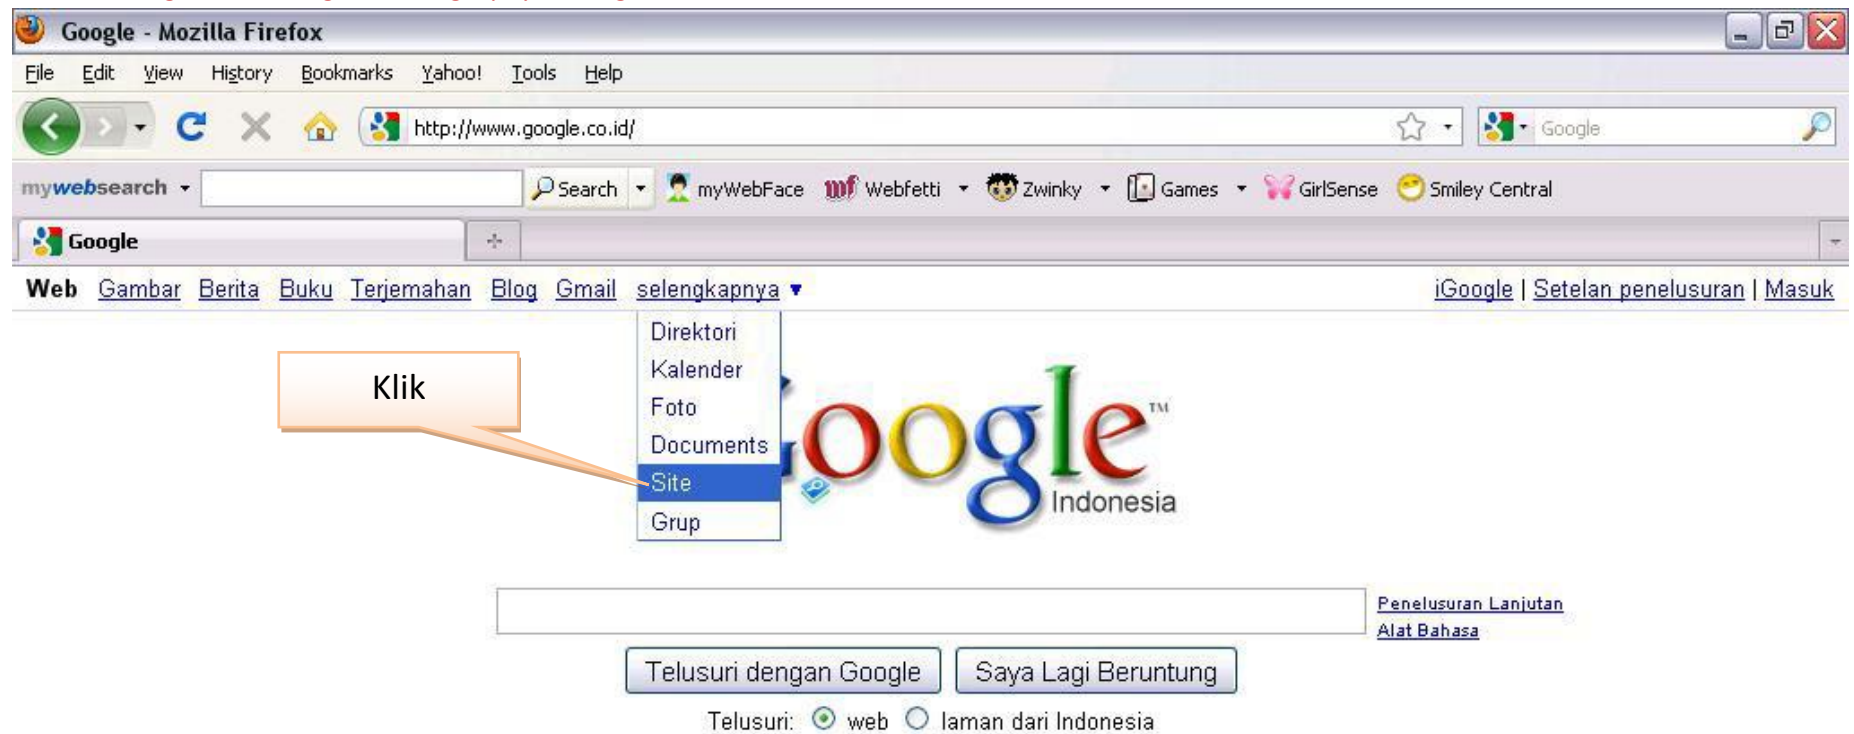 Google - Mozilla Firefox
File Edit View History Bookmarks Yahoo! Tools Help
http://www.google.co.id/ Google
mywebsearch Search myWebFace Webfetti Zwinky Games GirlSense Smiley Central
Google
Web Gambar Berita Buku Terjemahan Blog Gmail selengkapnya ▼ iGoogle | Setelan penelusuran | Masuk
Direktori
Kalender
Foto
Documents
Site
Grup
Klik
Google™
Indonesia
Penelusuran Lanjutan
Alat Bahasa
Telusuri dengan Google Saya Lagi Beruntung
Telusuri: web laman dari Indonesia